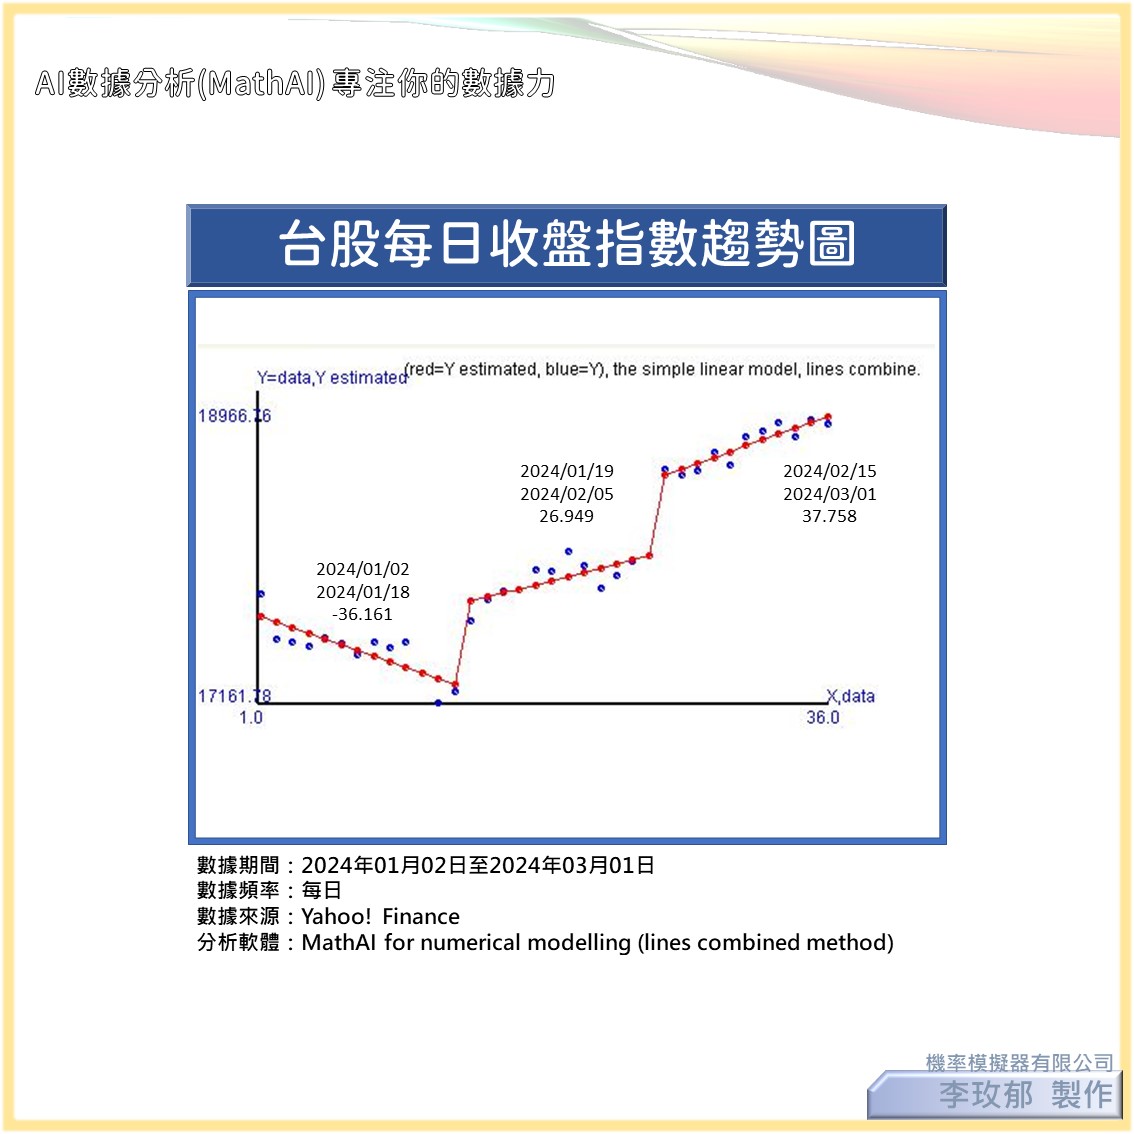 AI數據分析(MathAI) 專注你的數據力
台股每日收盤指數趨勢圖
(red=Y estimated, blue=Y), the simple linear model, lines combine.
Y=data,Y estimated
18966.76
2024/01/19
2024/02/05
26.949
2024/02/15
2024/03/01
37.758
2024/01/02
2024/01/18
-36.161
17161.78
X,data
1.0
36.0
數據期間：2024年01月02日至2024年03月01日
數據頻率：每日
數據來源：Yahoo! Finance
分析軟體：MathAI for numerical modelling (lines combined method)
機率模擬器有限公司
李玫郁 製作